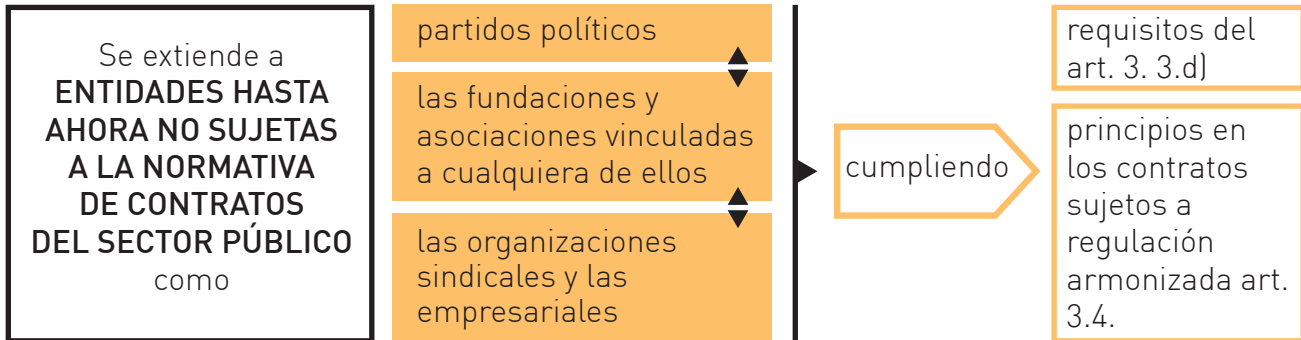 Se extiende a
ENTIDADES HASTA
AHORA NO SUJETAS
A LA NORMATIVA
DE CONTRATOS
DEL SECTOR PÚBLICO
como
partidos políticos
las fundaciones y
asociaciones vinculadas
a cualquiera de ellos
las organizaciones
sindicales y las
empresariales
cumpliendo
requisitos del
art. 3. 3.d)
principios en
los contratos
sujetos a
regulación
armonizada art.
3.4.